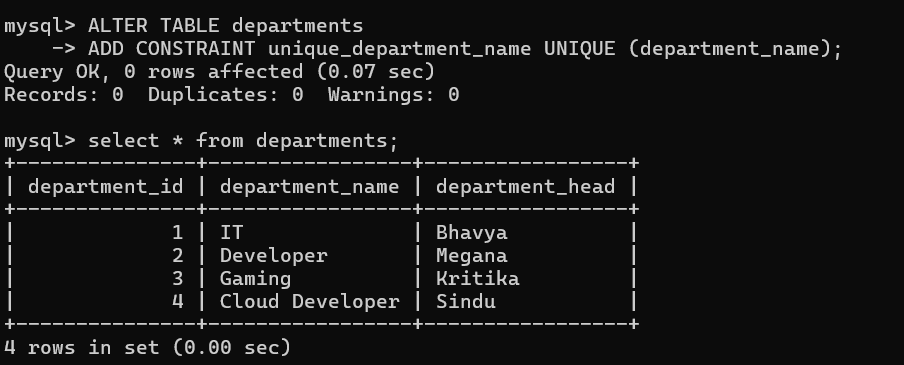 mysql> ALTER TABLE departments
    -> ADD CONSTRAINT unique_department_name UNIQUE (department_name);
Query OK, 0 rows affected (0.07 sec)
Records: 0  Duplicates: 0  Warnings: 0

mysql> select * from departments;
+---------------+-----------------+-----------------+
| department_id | department_name | department_head |
+---------------+-----------------+-----------------+
|             1 | IT              | Bhavya          |
|             2 | Developer       | Megana          |
|             3 | Gaming          | Kritika         |
|             4 | Cloud Developer | Sindu           |
+---------------+-----------------+-----------------+
4 rows in set (0.00 sec)